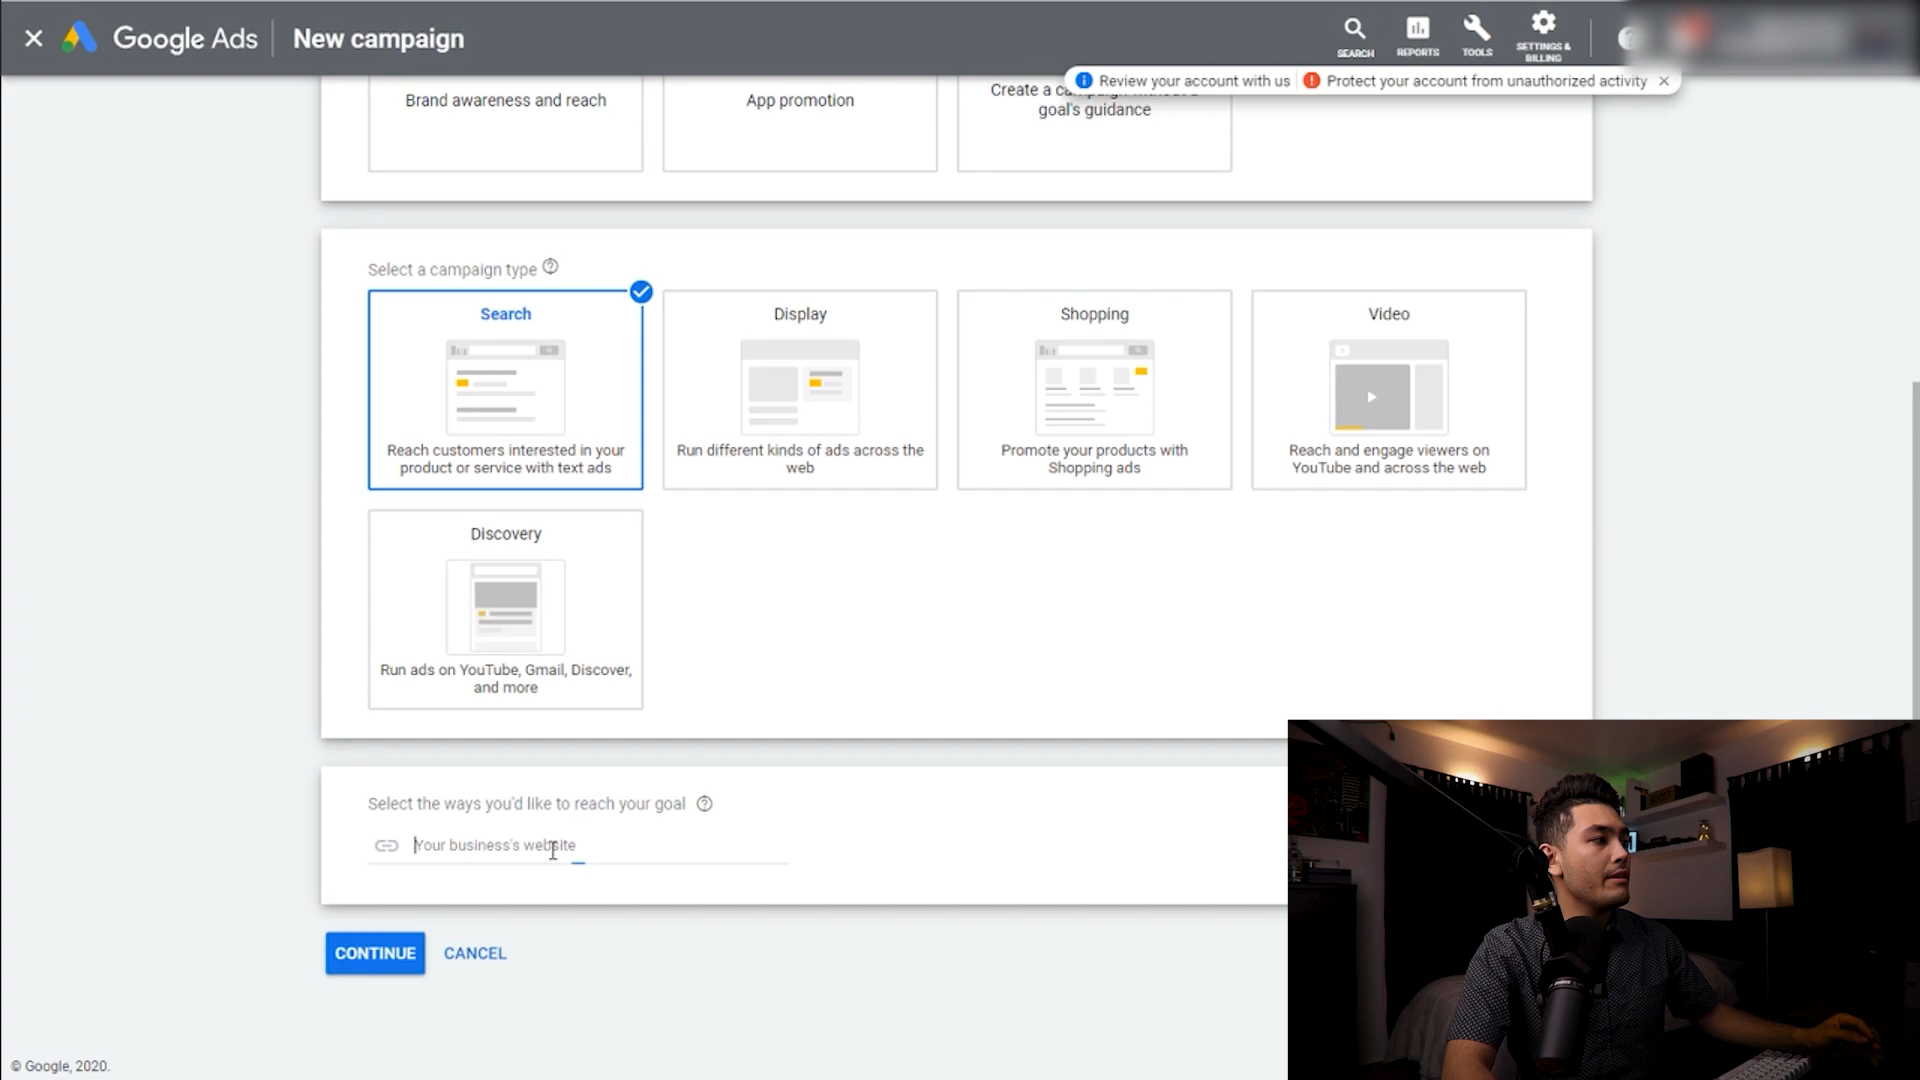 Google Ads
New campaign
SEARCH
REPORTS
TOOLS
SETTINGS &
BILLING
Review your account with us
Protect your account from unauthorized activity
Brand awareness and reach
App promotion
Create a
goal's guidance
Select a campaign type
Search
Reach customers interested in your
product or service with text ads
Display
Run different kinds of ads across the
web
Shopping
Promote your products with
Shopping ads
Video
Reach and engage viewers on
YouTube and across the web
Discovery
Run ads on YouTube, Gmail, Discover,
and more
Select the ways you'd like to reach your goal
Your business's website
CONTINUE
CANCEL
© Google, 2020.